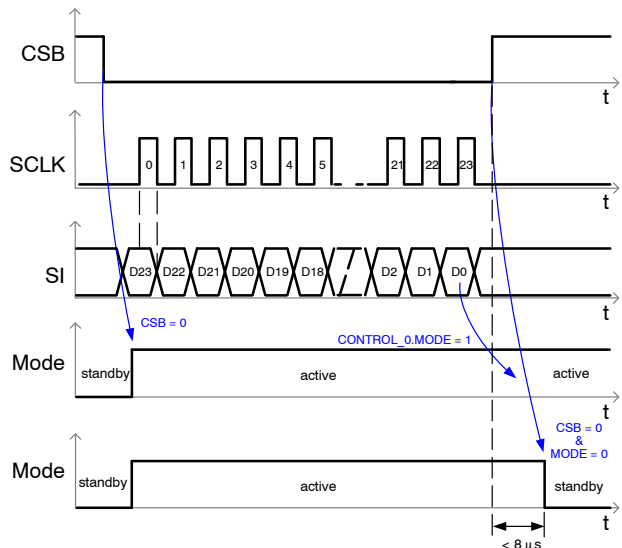 CSB
t
SCLK
0 1 2 3 4 5 21 22 23
t
SI
D23 D22 D21 D20 D19 D18 D2 D1 D0
t
CSB = 0
CONTROL_0.MODE = 1
Mode
standby active active
t
CSB = 0
&
MODE = 0
Mode
standby active standby
t
< 8 µs